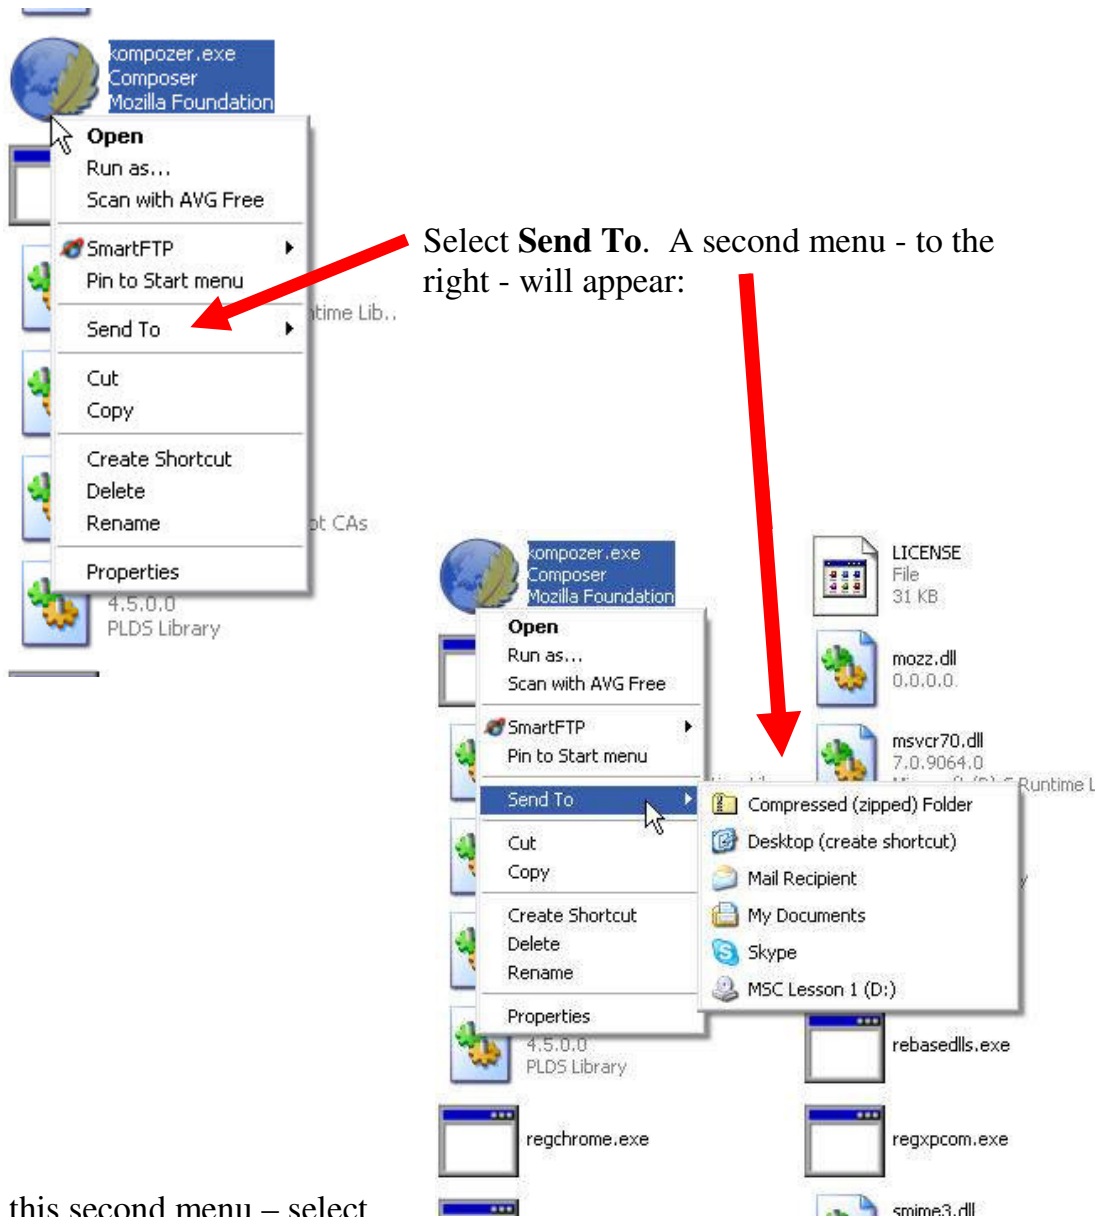 kompozer.exe
Composer
Mozilla Foundation
Open
Run as...
Scan with AVG Free
SmartFTP
Pin to Start menu
Send To
Cut
Copy
Create Shortcut
Delete
Rename
Properties
4.5.0.0
PLDS Library
Lib..
CAs
Select Send To. A second menu - to the
right - will appear:
kompozer.exe
Composer
Mozilla Foundation
Open
Run as...
Scan with AVG Free
SmartFTP
Pin to Start menu
Send To
Cut
Copy
Create Shortcut
Delete
Rename
Properties
4.5.0.0
PLDS Library
regchrome.exe
LICENSE
File
31 KB
mozz.dll
0.0.0.0
msvcr70.dll
7.0.9064.0
Runtime L
Compressed (zipped) Folder
Desktop (create shortcut)
Mail Recipient
My Documents
Skype
MSC Lesson 1 (D:)
rebasedlls.exe
regxpcom.exe
smime3.dll
this second menu – select